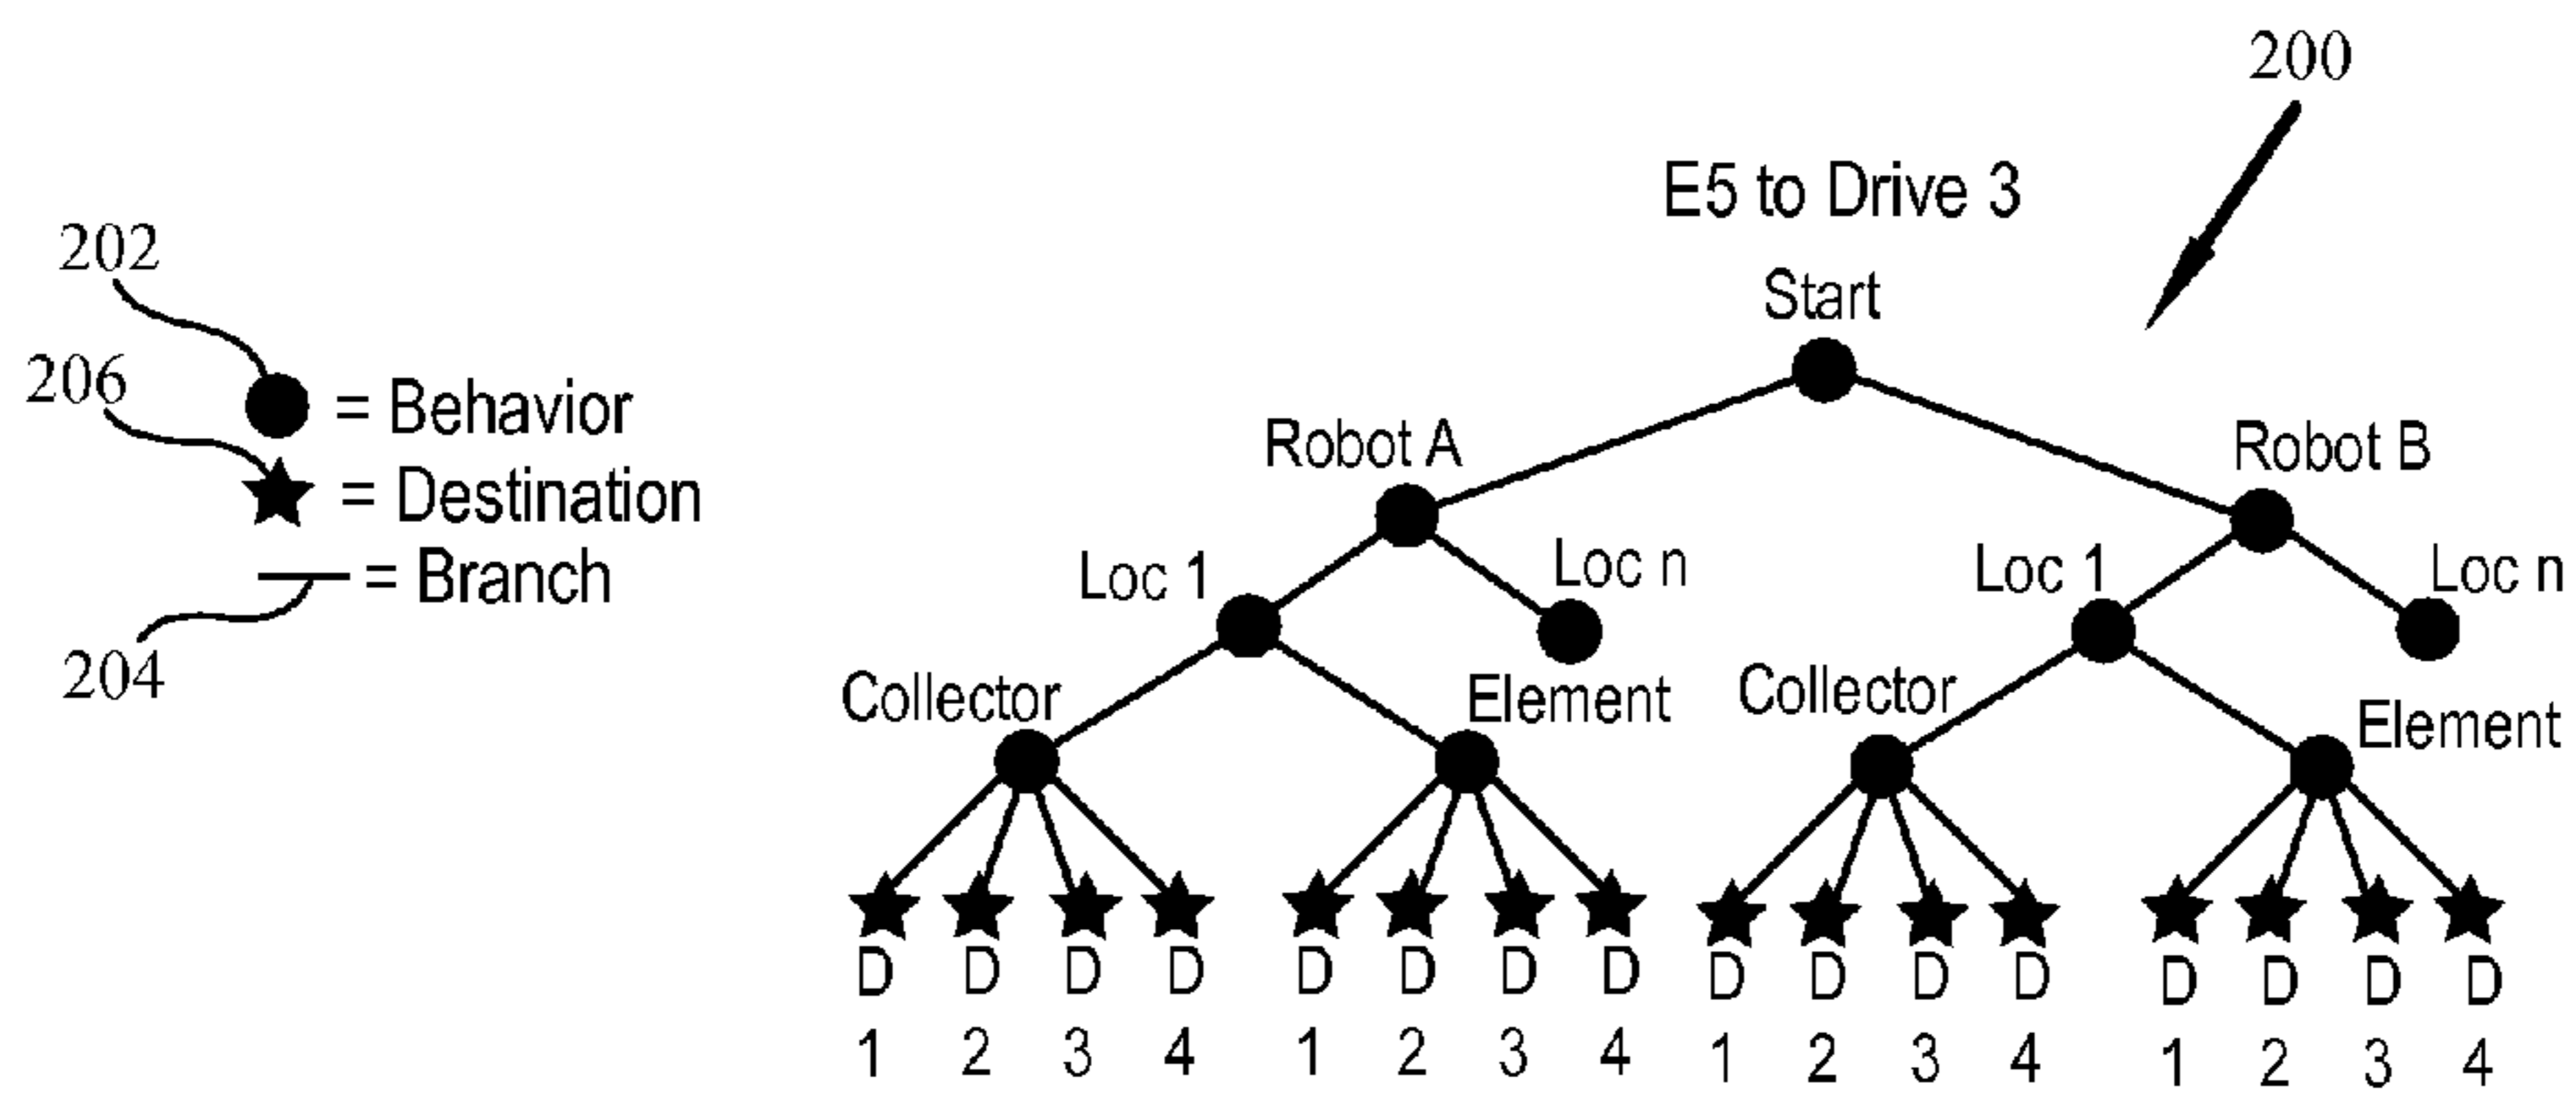 200
E5 to Drive 3
Start
202
206
= Behavior
= Destination
= Branch
204
Robot A
Robot B
Loc 1
Loc n
Loc 1
Loc n
Collector
Element
Collector
Element
D D D D D D D D D D D D D D D D
1 2 3 4 1 2 3 4 1 2 3 4 1 2 3 4